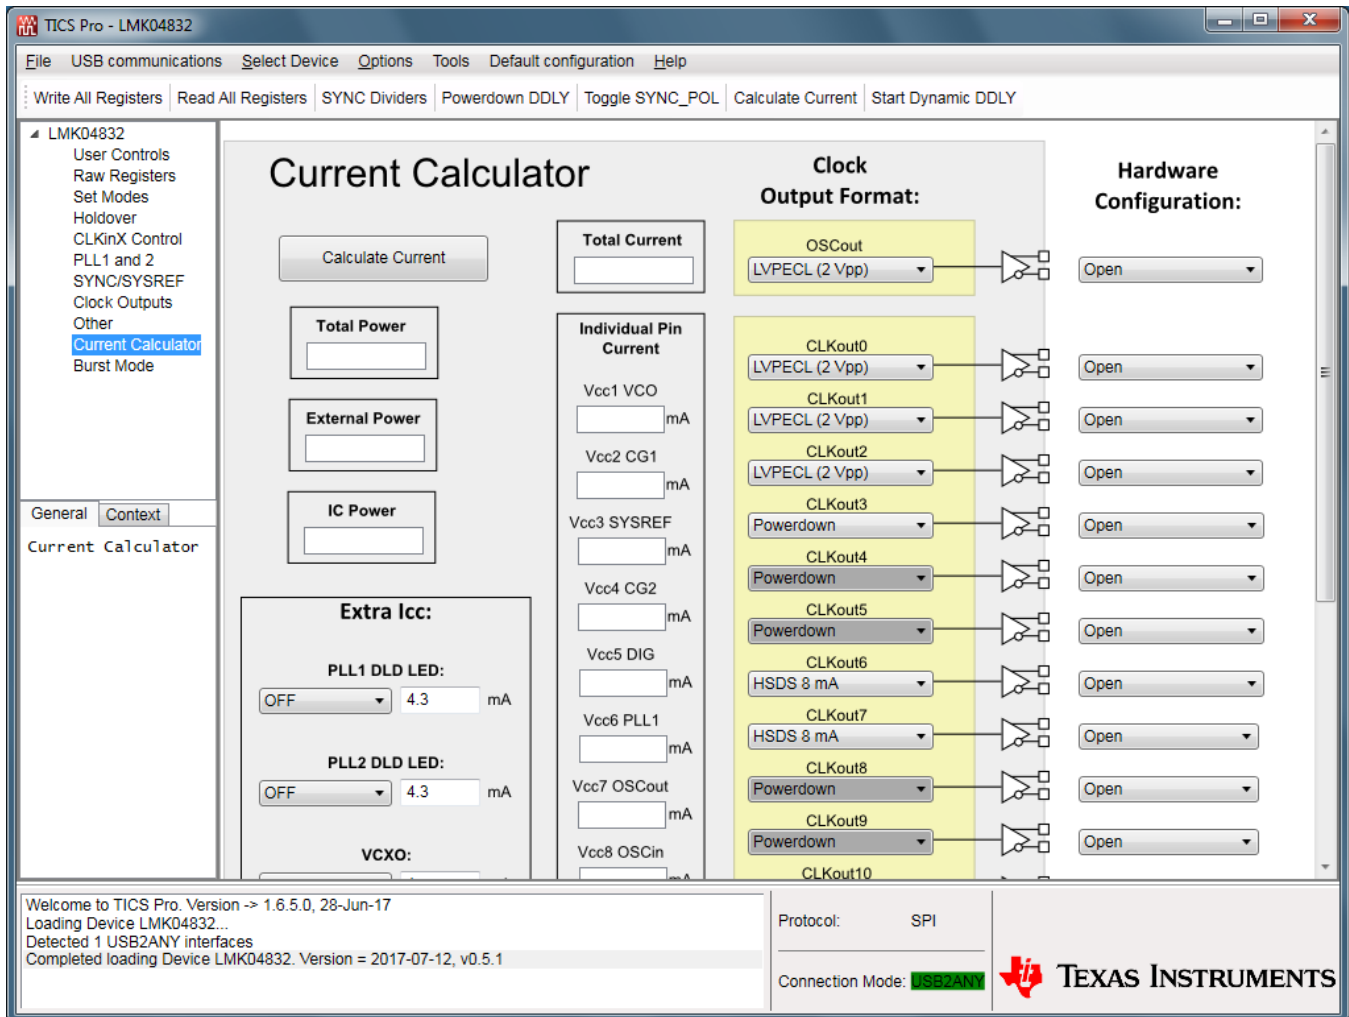 TICS Pro - LMK04832
File USB communications Select Device Options Tools Default configuration Help
Write All Registers Read All Registers SYNC Dividers Powerdown DDLY Toggle SYNC_POL Calculate Current Start Dynamic DDLY
LMK04832
User Controls
Raw Registers
Set Modes
Holdover
CLKinX Control
PLL1 and 2
SYNC/SYSREF
Clock Outputs
Other
Current Calculator
Burst Mode
General Context
Current Calculator
Current Calculator
Calculate Current
Total Power
External Power
IC Power
Extra Icc:
PLL1 DLD LED:
OFF 4.3 mA
PLL2 DLD LED:
OFF 4.3 mA
VCXO:
Total Current
Individual Pin
Current
Vcc1 VCO
mA
Vcc2 CG1
mA
Vcc3 SYSREF
mA
Vcc4 CG2
mA
Vcc5 DIG
mA
Vcc6 PLL1
mA
Vcc7 OSCout
mA
Vcc8 OSCin
Clock
Output Format:
OSCout
LVPECL (2 Vpp)
CLKout0
LVPECL (2 Vpp)
CLKout1
LVPECL (2 Vpp)
CLKout2
LVPECL (2 Vpp)
CLKout3
Powerdown
CLKout4
Powerdown
CLKout5
Powerdown
CLKout6
HSDS 8 mA
CLKout7
HSDS 8 mA
CLKout8
Powerdown
CLKout9
Powerdown
CLKout10
Hardware
Configuration:
Open
Open
Open
Open
Open
Open
Open
Open
Open
Open
Open
Welcome to TICS Pro. Version -> 1.6.5.0, 28-Jun-17
Loading Device LMK04832...
Detected 1 USB2ANY interfaces
Completed loading Device LMK04832. Version = 2017-07-12, v0.5.1
Protocol: SPI
Connection Mode: USB2ANY
TEXAS INSTRUMENTS